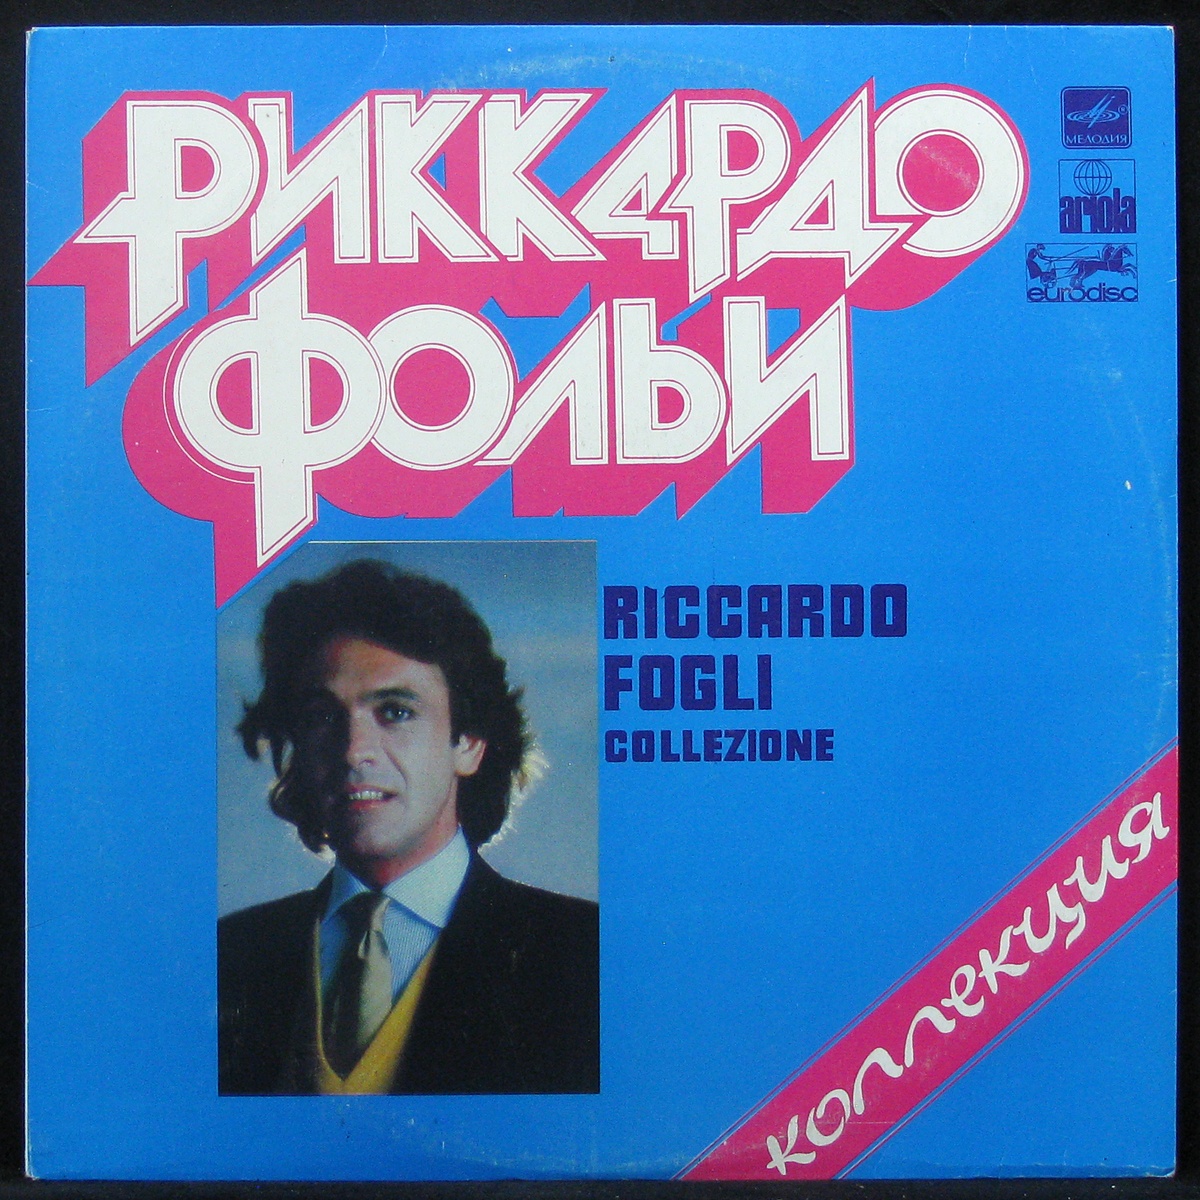 РИККАРДО
ФОЛЬИ
МЕЛОДИЯ
ariola
eurodisc
RICCARDO
FOGLI
COLLEZIONE
коллекция